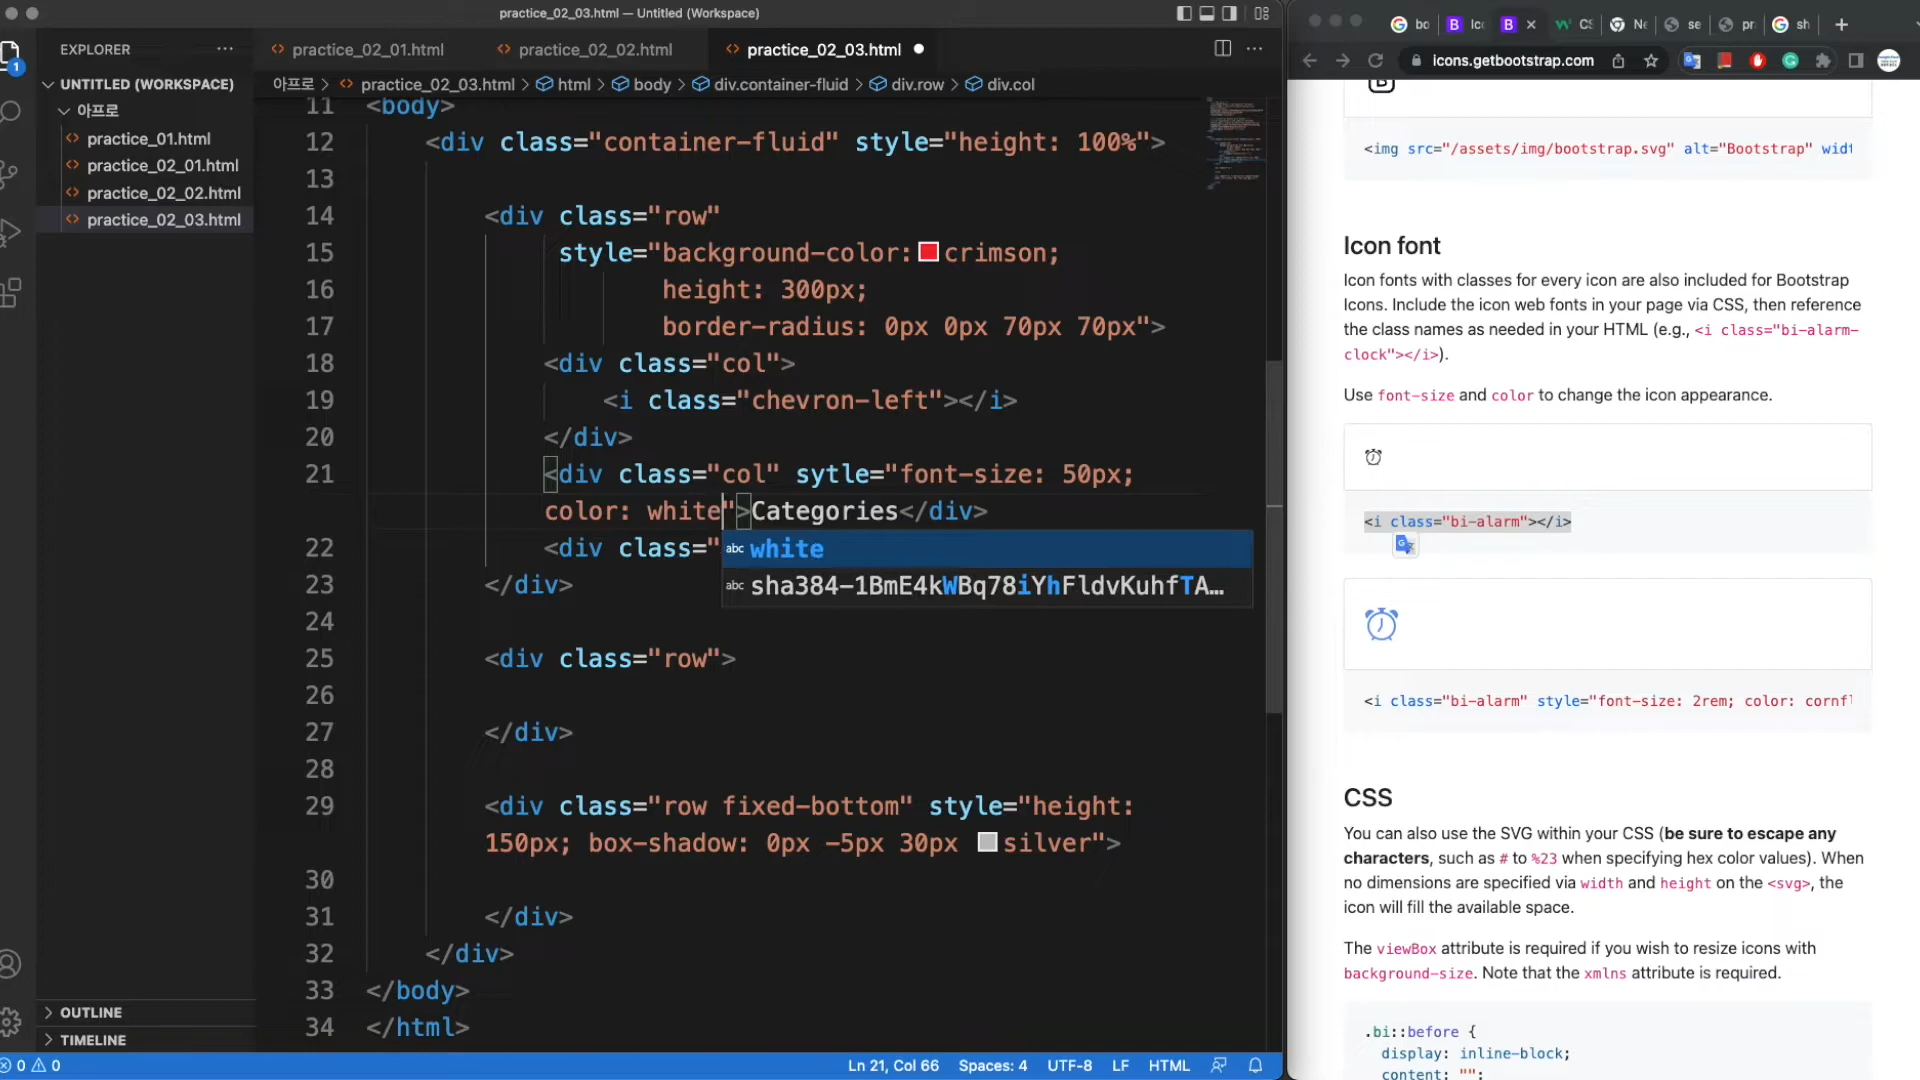 practice_02_03.html — Untitled (Workspace)
EXPLORER
practice_02_01.html
practice_02_02.html
practice_02_03.html
UNTITLED (WORKSPACE)
아프로
practice_01.html
practice_02_01.html
practice_02_02.html
practice_02_03.html
OUTLINE
TIMELINE
1
아프로 > practice_02_03.html > html > body > div.container-fluid > div.row > div.col
11 <body>
12 <div class="container-fluid" style="height: 100%">
13
14 <div class="row"
15 style="background-color: crimson;
16 height: 300px;
17 border-radius: 0px 0px 70px 70px">
18 <div class="col">
19 <i class="chevron-left"></i>
20 </div>
21 <div class="col" sytle="font-size: 50px;
color: white">Categories</div>
22 <div class="
abc white
abc sha384-1BmE4kWBq78iYhFldvKuhfTA…
23 </div>
24
25 <div class="row">
26
27 </div>
28
29 <div class="row fixed-bottom" style="height:
150px; box-shadow: 0px -5px 30px silver">
30
31 </div>
32 </div>
33 </body>
34 </html>
0 0
Ln 21, Col 66 Spaces: 4 UTF-8 LF HTML
bo Ic CS Ne se pr sh
icons.getbootstrap.com
<img src="/assets/img/bootstrap.svg" alt="Bootstrap" widt
Icon font
Icon fonts with classes for every icon are also included for Bootstrap
Icons. Include the icon web fonts in your page via CSS, then reference
the class names as needed in your HTML (e.g., <i class="bi-alarm-
clock"></i>).
Use font-size and color to change the icon appearance.
<i class="bi-alarm"></i>
<i class="bi-alarm" style="font-size: 2rem; color: cornfl
CSS
You can also use the SVG within your CSS (be sure to escape any
characters, such as # to %23 when specifying hex color values). When
no dimensions are specified via width and height on the <svg>, the
icon will fill the available space.
The viewBox attribute is required if you wish to resize icons with
background-size. Note that the xmlns attribute is required.
.bi::before {
display: inline-block;
content: "";